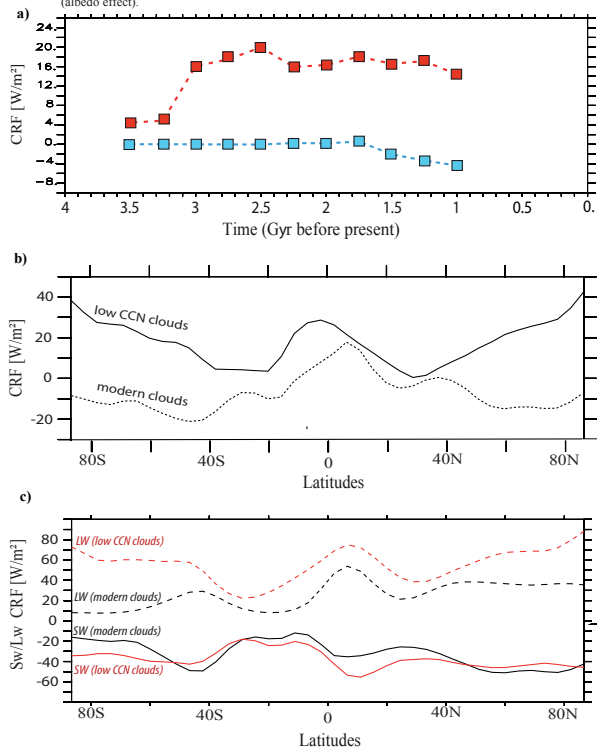 (albedo effect).
a)
CRF [W/m²]
24.
20.
16.
12.
8.
4.
0.
-4.
-8.
4
3.5
3
2.5
2
1.5
1
0.5
0.
Time (Gyr before present)
b)
CRF [W/m²]
40
20
0
-20
low CCN clouds
modern clouds
80S
40S
0
40N
80N
Latitudes
c)
Sw/Lw CRF [W/m²]
80
60
40
20
0
-20
-40
-60
LW (low CCN clouds)
LW (modern clouds)
SW (modern clouds)
SW (low CCN clouds)
80S
40S
0
40N
80N
Latitudes